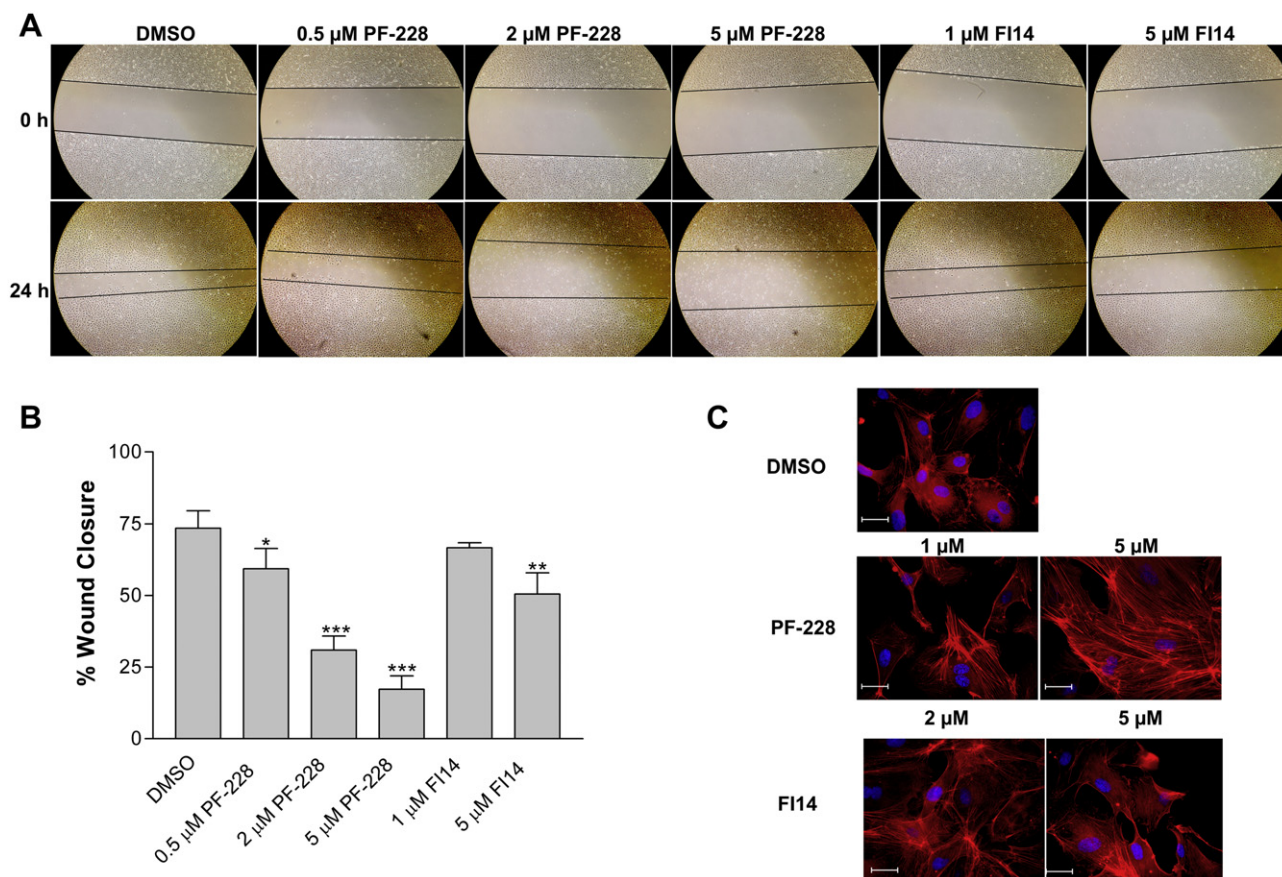 A
DMSO 0.5 µM PF-228 2 µM PF-228 5 µM PF-228 1 µM FI14 5 µM FI14
0 h
24 h
B
% Wound Closure
100
75
50
25
0
*
***
***
**
DMSO
0.5 µM PF-228
2 µM PF-228
5 µM PF-228
1 µM FI14
5 µM FI14
C
DMSO
1 µM 5 µM
PF-228
2 µM 5 µM
FI14